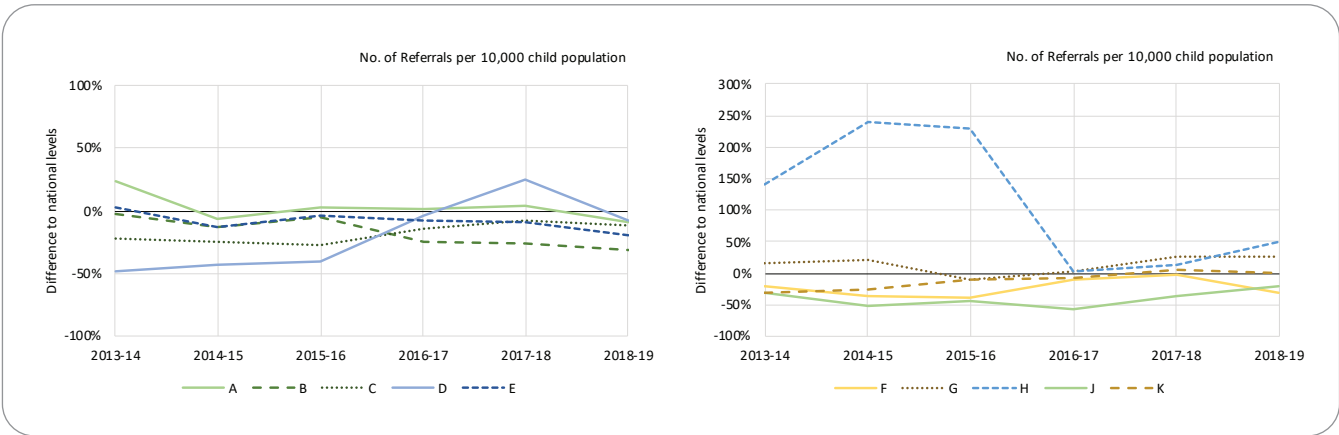 No. of Referrals per 10,000 child population
Difference to national levels
100%
50%
0%
-50%
-100%
2013-14 2014-15 2015-16 2016-17 2017-18 2018-19
A B C D E
No. of Referrals per 10,000 child population
Difference to national levels
300%
250%
200%
150%
100%
50%
0%
-50%
-100%
2013-14 2014-15 2015-16 2016-17 2017-18 2018-19
F G H J K